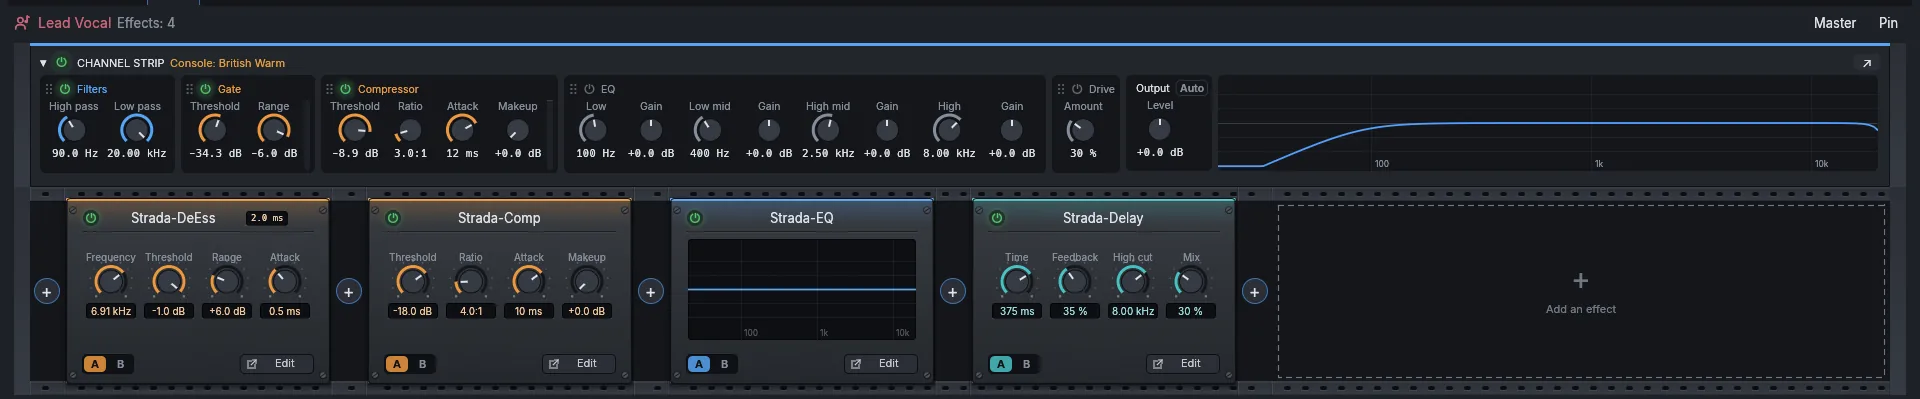 Lead Vocal Effects: 4
Master Pin
CHANNEL STRIP Console: British Warm
Filters
High pass Low pass
90.0 Hz 20.00 kHz
Gate
Threshold Range
-34.3 dB -6.0 dB
Compressor
Threshold Ratio Attack Makeup
-8.9 dB 3.0:1 12 ms +0.0 dB
EQ
Low Gain Low mid Gain High mid Gain High Gain
100 Hz +0.0 dB 400 Hz +0.0 dB 2.50 kHz +0.0 dB 8.00 kHz +0.0 dB
Drive
Amount
30 %
Output Auto
Level
+0.0 dB
100 1k 10k
Strada-DeEss 2.0 ms
Frequency Threshold Range Attack
6.91 kHz -1.0 dB +6.0 dB 0.5 ms
A B Edit
Strada-Comp
Threshold Ratio Attack Makeup
-18.0 dB 4.0:1 10 ms +0.0 dB
A B Edit
Strada-EQ
100 1k 10k
A B Edit
Strada-Delay
Time Feedback High cut Mix
375 ms 35 % 8.00 kHz 30 %
A B Edit
Add an effect